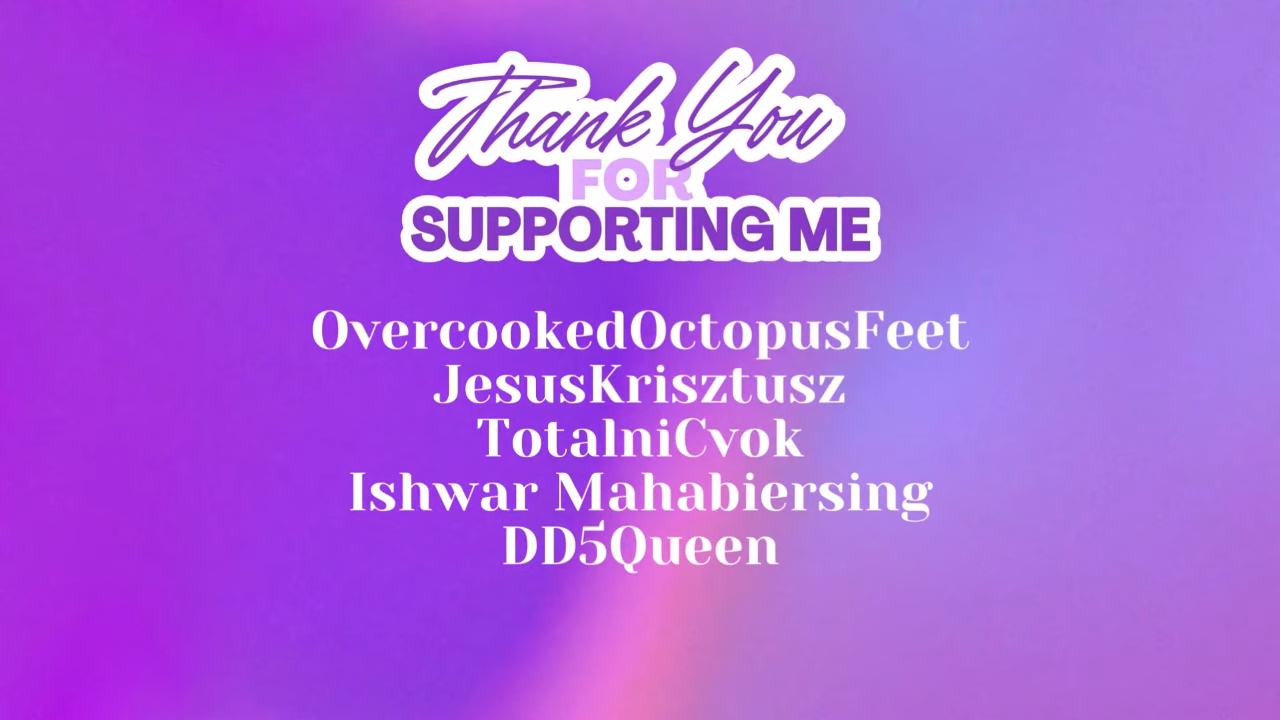 Thank You
FOR
SUPPORTING ME
OvercookedOctopusFeet
JesusKrisztusz
TotalniCvok
Ishwar Mahabiersing
DD5Queen